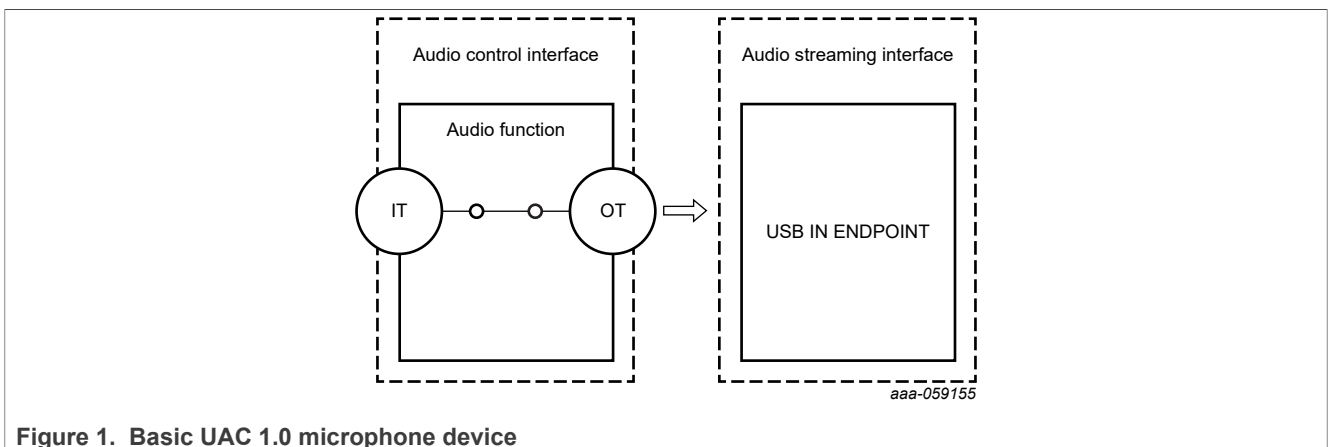 Audio control interface
Audio streaming interface
Audio function
IT
OT
USB IN ENDPOINT
aaa-059155
Figure 1. Basic UAC 1.0 microphone device